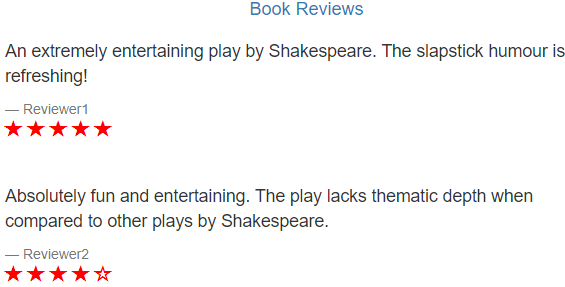 Book Reviews
An extremely entertaining play by Shakespeare. The slapstick humour is
refreshing!
— Reviewer1
★★★★★
Absolutely fun and entertaining. The play lacks thematic depth when
compared to other plays by Shakespeare.
— Reviewer2
★★★★☆